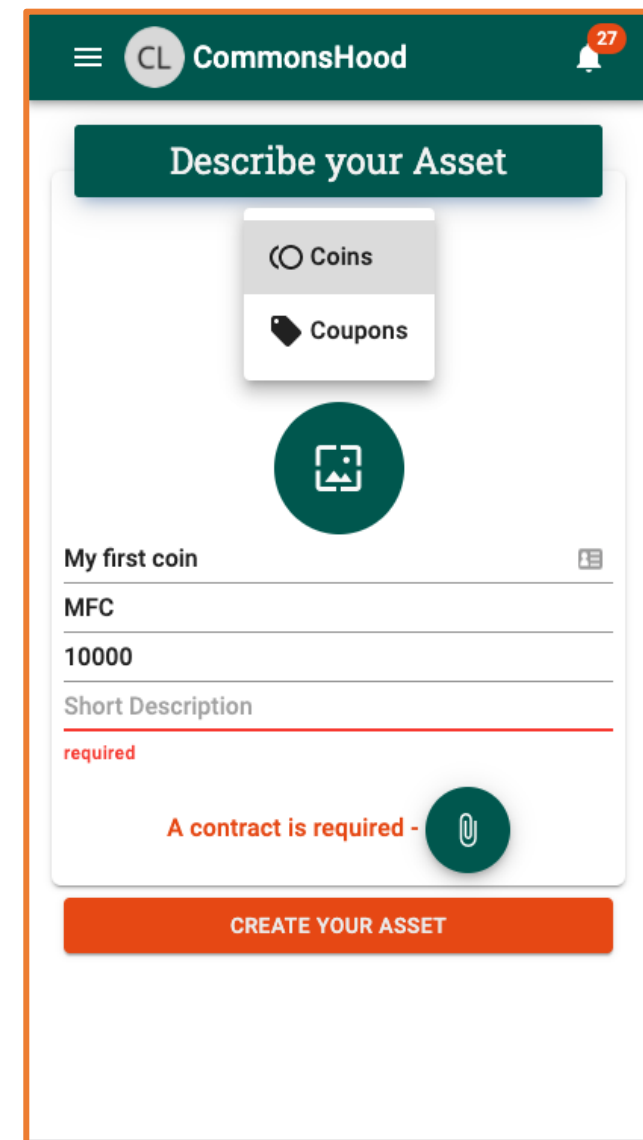 CL CommonsHood 27
Describe your Asset
Coins
Coupons
My first coin
MFC
10000
Short Description
required
A contract is required -
CREATE YOUR ASSET